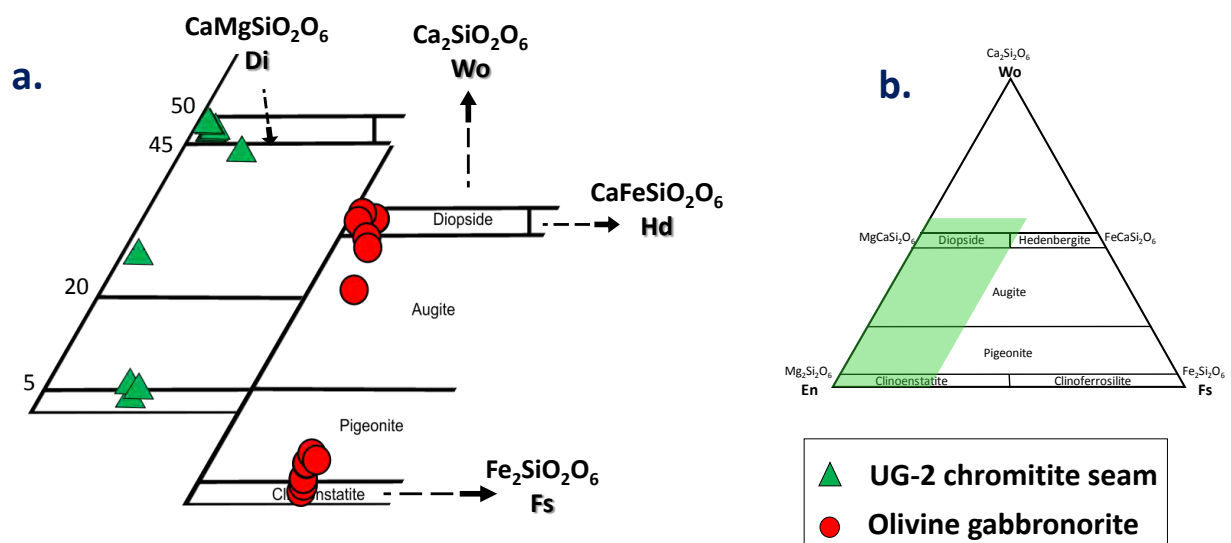 a.
CaMgSiO₂O₆
Di
Ca₂SiO₂O₆
Wo
50
45
20
5
Diopside
CaFeSiO₂O₆
Hd
Augite
Pigeonite
Clinoenstatite
Fe₂SiO₂O₆
Fs
b.
Ca₂Si₂O₆
Wo
MgCaSi₂O₆
Diopside
Hedenbergite
FeCaSi₂O₆
Augite
Pigeonite
Mg₂Si₂O₆
En
Clinoenstatite
Clinoferrosilite
Fe₂Si₂O₆
Fs
UG-2 chromitite seam
Olivine gabbronorite